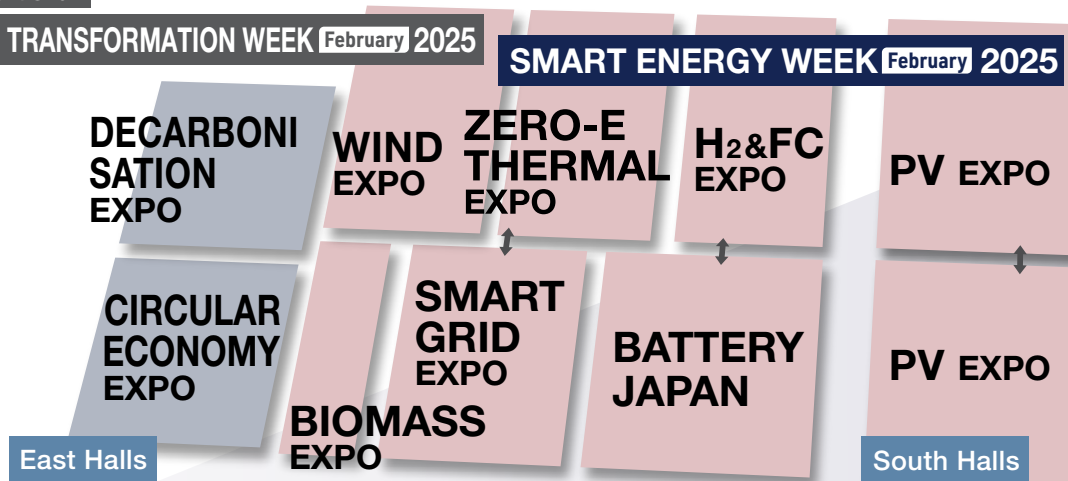 TRANSFORMATION WEEK February 2025
SMART ENERGY WEEK February 2025
DECARBONI
SATION
EXPO
WIND
EXPO
ZERO-E
THERMAL
EXPO
H2&FC
EXPO
PV EXPO
CIRCULAR
ECONOMY
EXPO
BIOMASS
EXPO
SMART
GRID
EXPO
BATTERY
JAPAN
PV EXPO
East Halls
South Halls